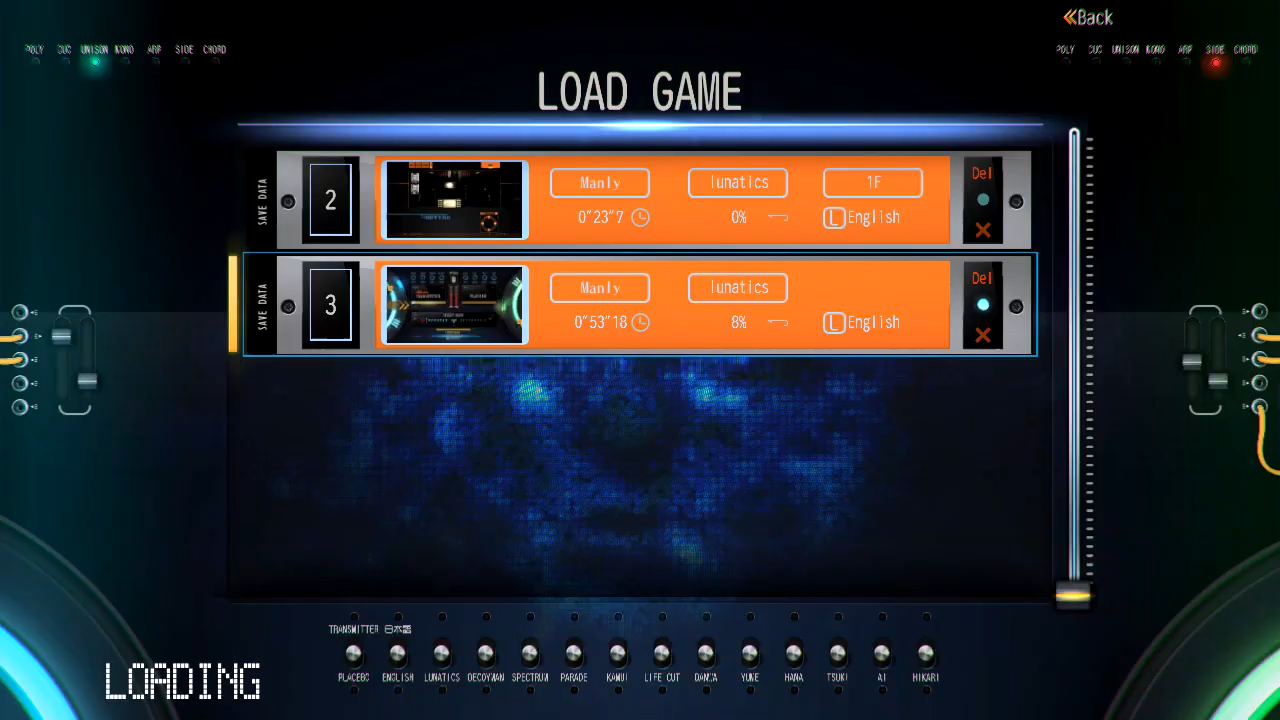 «Back
POLY CUC UNISON MONO ARP SIDE CHORD
POLY CUC UNISON MONO ARP SIDE CHORD
LOAD GAME
SAVE DATA
2
Manly lunatics 1F
0"23"7 0% L English
Del
SAVE DATA
3
Manly lunatics
0"53"18 8% L English
Del
TRANSMITTER 日本語
PLACEBO ENGLISH LUNATICS DECOYMAN SPECTRUM PARADE KAMUI LIFE CUT DANWA YUME HANA TSUKI AI HIKARI
LOADING